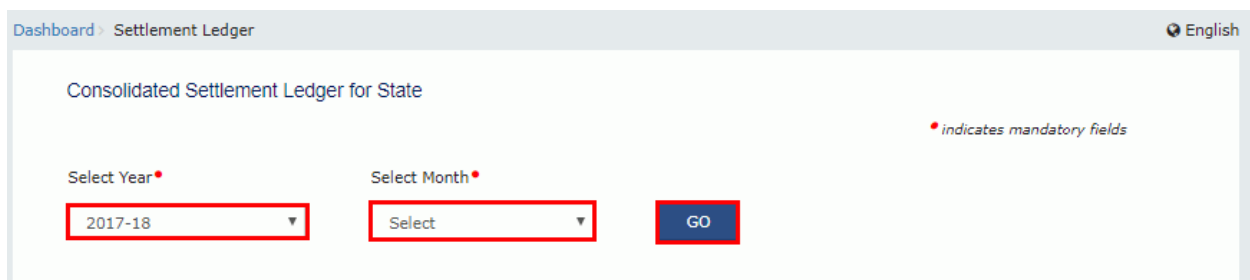 Dashboard > Settlement Ledger English
Consolidated Settlement Ledger for State
• indicates mandatory fields
Select Year• Select Month•
2017-18 Select GO